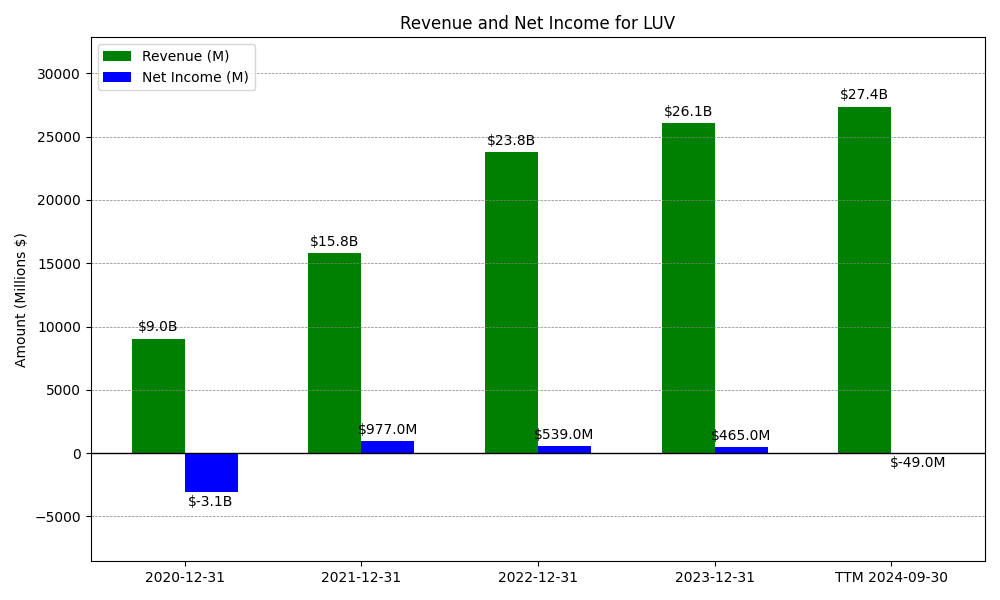 Revenue and Net Income for LUV
Revenue (M)
Net Income (M)
Amount (Millions $)
30000
25000
20000
15000
10000
5000
0
−5000
$9.0B
$-3.1B
$15.8B
$977.0M
$23.8B
$539.0M
$26.1B
$465.0M
$27.4B
$-49.0M
2020-12-31
2021-12-31
2022-12-31
2023-12-31
TTM 2024-09-30